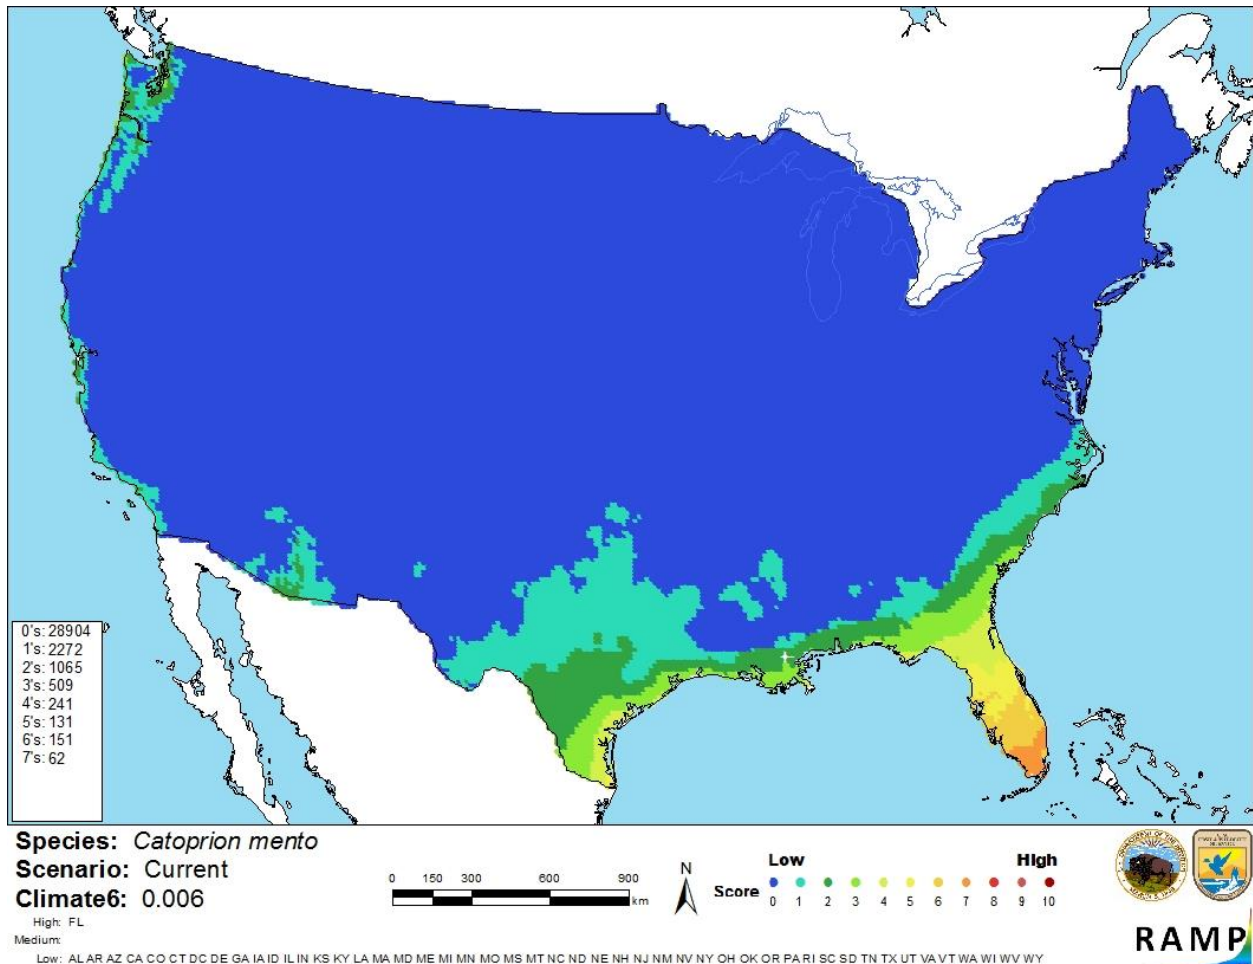 0's: 28904
1's: 2272
2's: 1065
3's: 509
4's: 241
5's: 131
6's: 151
7's: 62
Species: Catoprion mento
Scenario: Current
Climate6: 0.006
High: FL
Medium:
Low: AL AR AZ CA CO CT DC DE GA IA ID IL IN KS KY LA MA MD ME MI MN MO MS MT NC ND NE NH NJ NM NV NY OH OK OR PA RI SC SD TN TX UT VA VT WA WI WV WY
0 150 300 600 900
km
N
Low High
Score 0 1 2 3 4 5 6 7 8 9 10
RAMP